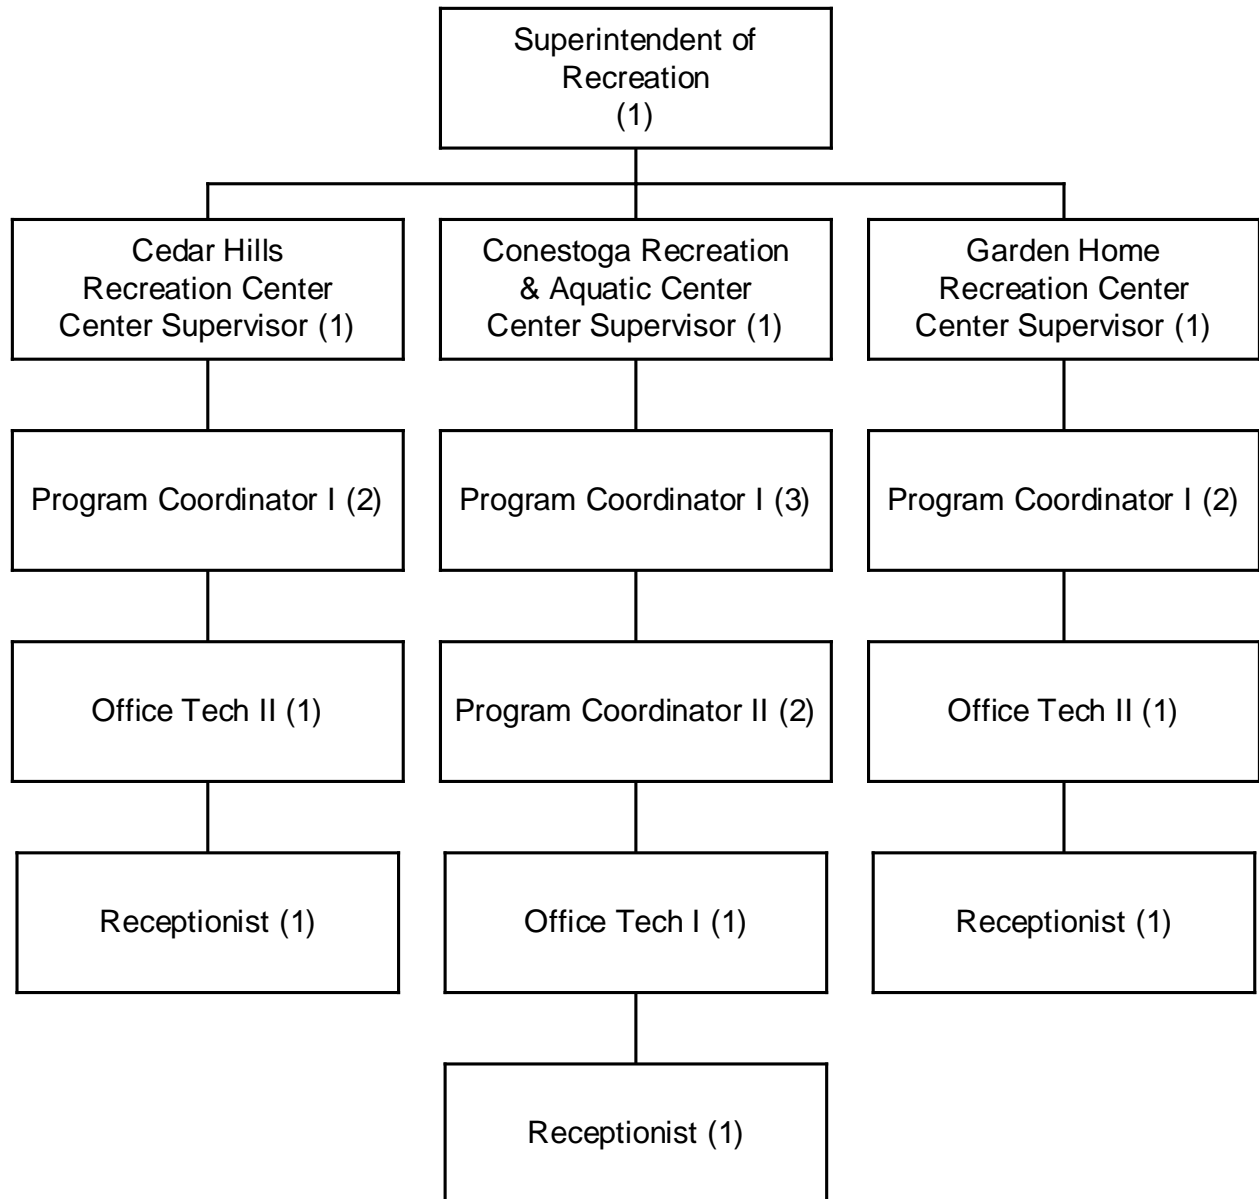 Superintendent of
Recreation
(1)
Cedar Hills
Recreation Center
Center Supervisor (1)
Conestoga Recreation
& Aquatic Center
Center Supervisor (1)
Garden Home
Recreation Center
Center Supervisor (1)
Program Coordinator I (2)
Program Coordinator I (3)
Program Coordinator I (2)
Office Tech II (1)
Program Coordinator II (2)
Office Tech II (1)
Receptionist (1)
Office Tech I (1)
Receptionist (1)
Receptionist (1)